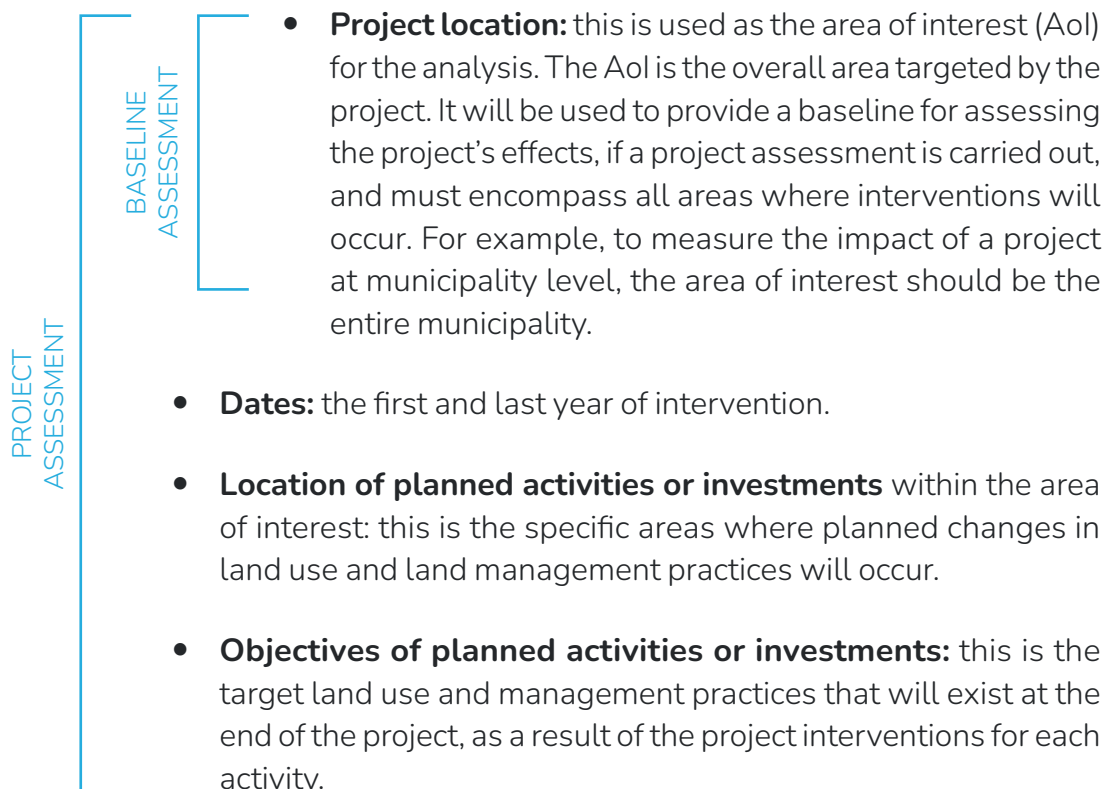 PROJECT
ASSESSMENT
BASELINE
ASSESSMENT
• Project location: this is used as the area of interest (AoI)
for the analysis. The AoI is the overall area targeted by the
project. It will be used to provide a baseline for assessing
the project's effects, if a project assessment is carried out,
and must encompass all areas where interventions will
occur. For example, to measure the impact of a project
at municipality level, the area of interest should be the
entire municipality.
• Dates: the first and last year of intervention.
• Location of planned activities or investments within the area
of interest: this is the specific areas where planned changes in
land use and land management practices will occur.
• Objectives of planned activities or investments: this is the
target land use and management practices that will exist at the
end of the project, as a result of the project interventions for each
activity.